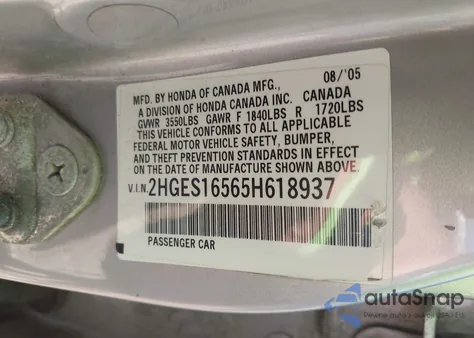 08/'05
MFD. BY HONDA OF CANADA MFG.,
A DIVISION OF HONDA CANADA INC. CANADA
GVWR 3550LBS GAWR F 1840LBS R 1720LBS
THIS VEHICLE CONFORMS TO ALL APPLICABLE
FEDERAL MOTOR VEHICLE SAFETY, BUMPER,
AND THEFT PREVENTION STANDARDS IN EFFECT
ON THE DATE OF MANUFACTURE SHOWN ABOVE.
V.I.N. 2HGES16565H618937
PASSENGER CAR
autoSnap